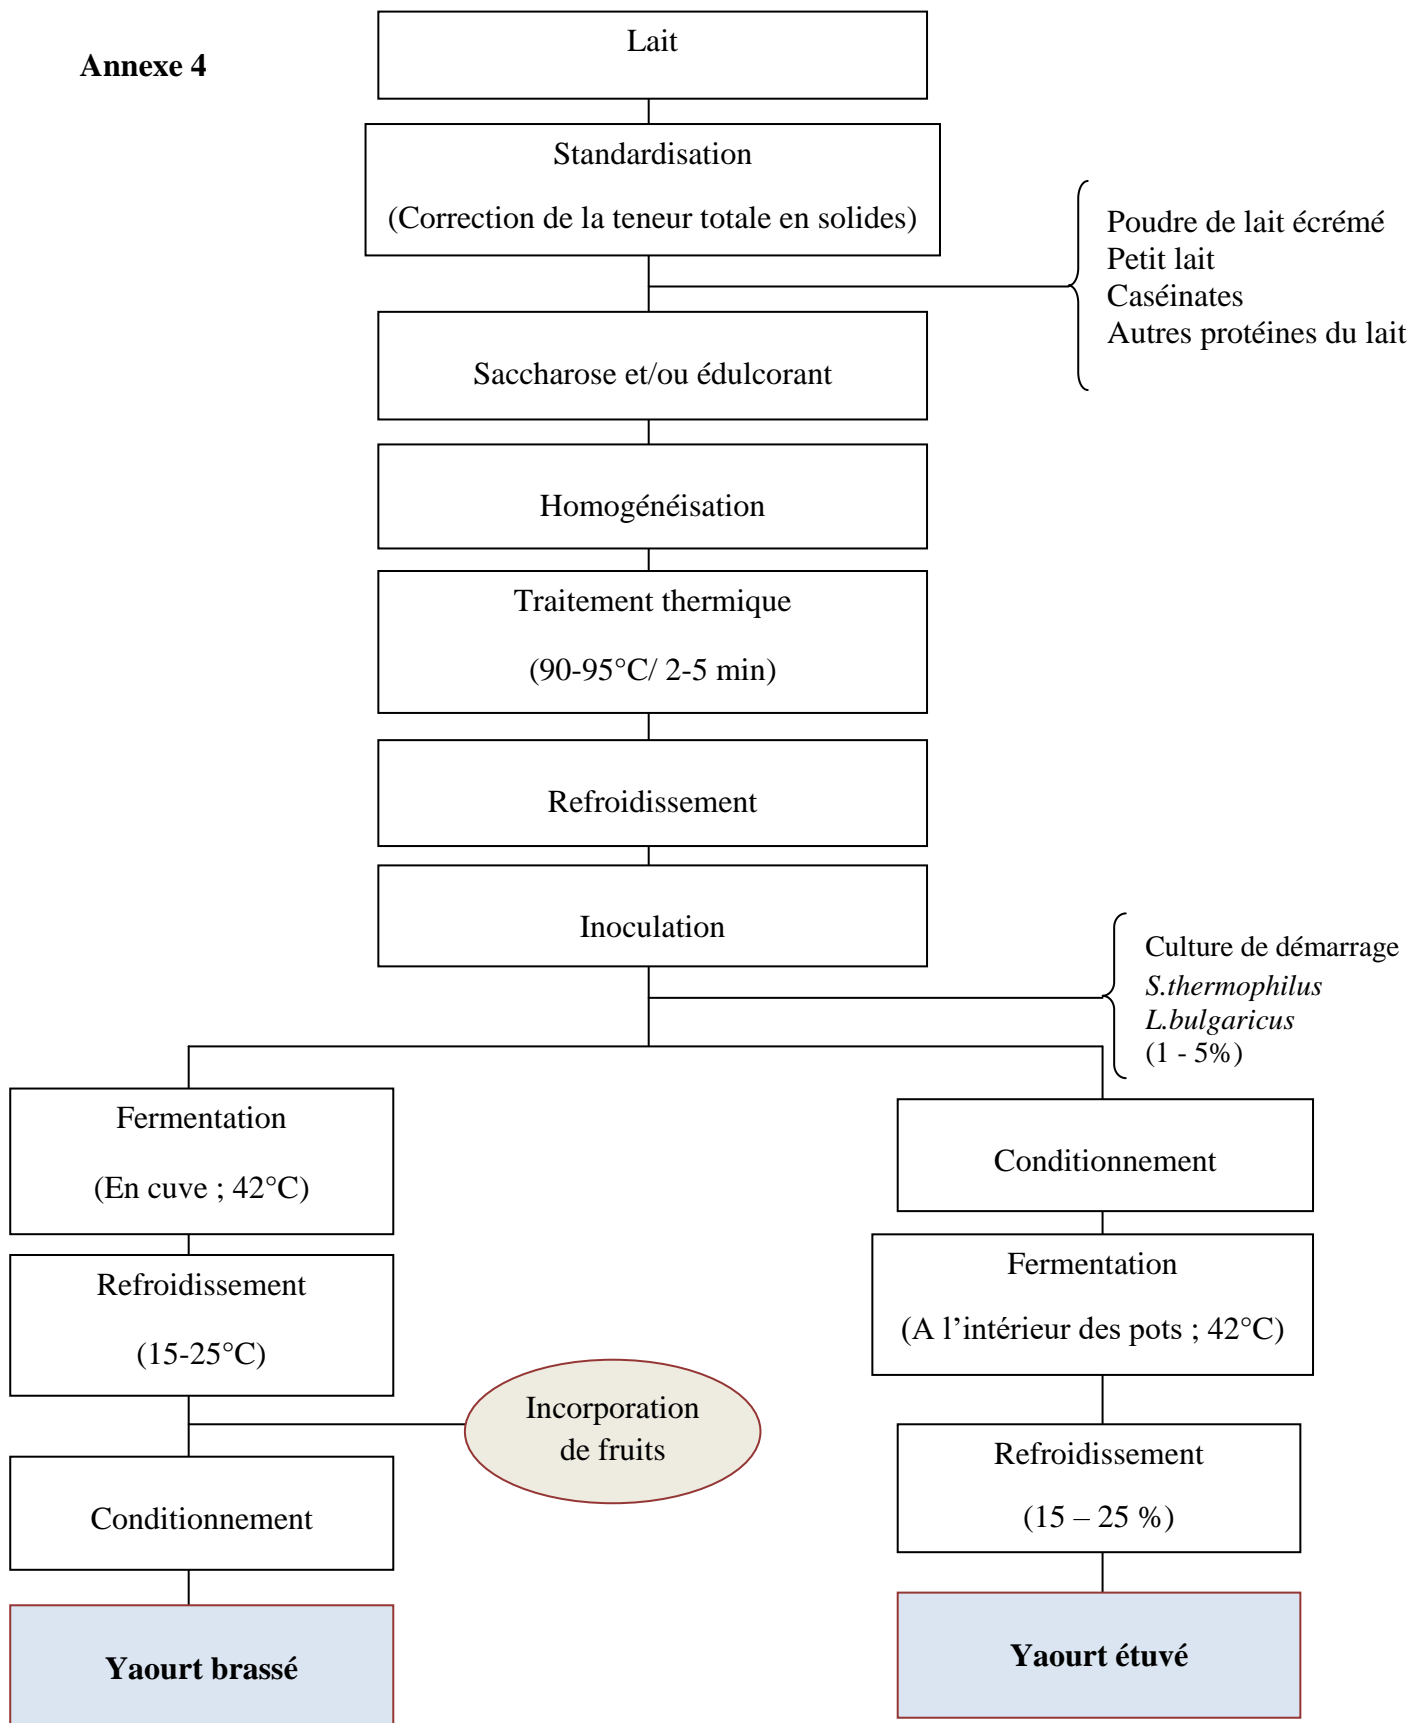 Annexe 4
Lait
Standardisation
(Correction de la teneur totale en solides)
Poudre de lait écrémé
Petit lait
Caséinates
Autres protéines du lait
Saccharose et/ou édulcorant
Homogénéisation
Traitement thermique
(90-95°C/ 2-5 min)
Refroidissement
Inoculation
Culture de démarrage
S.thermophilus
L.bulgaricus
(1 - 5%)
Fermentation
(En cuve ; 42°C)
Refroidissement
(15-25°C)
Incorporation
de fruits
Conditionnement
Yaourt brassé
Conditionnement
Fermentation
(A l’intérieur des pots ; 42°C)
Refroidissement
(15 – 25 %)
Yaourt étuvé